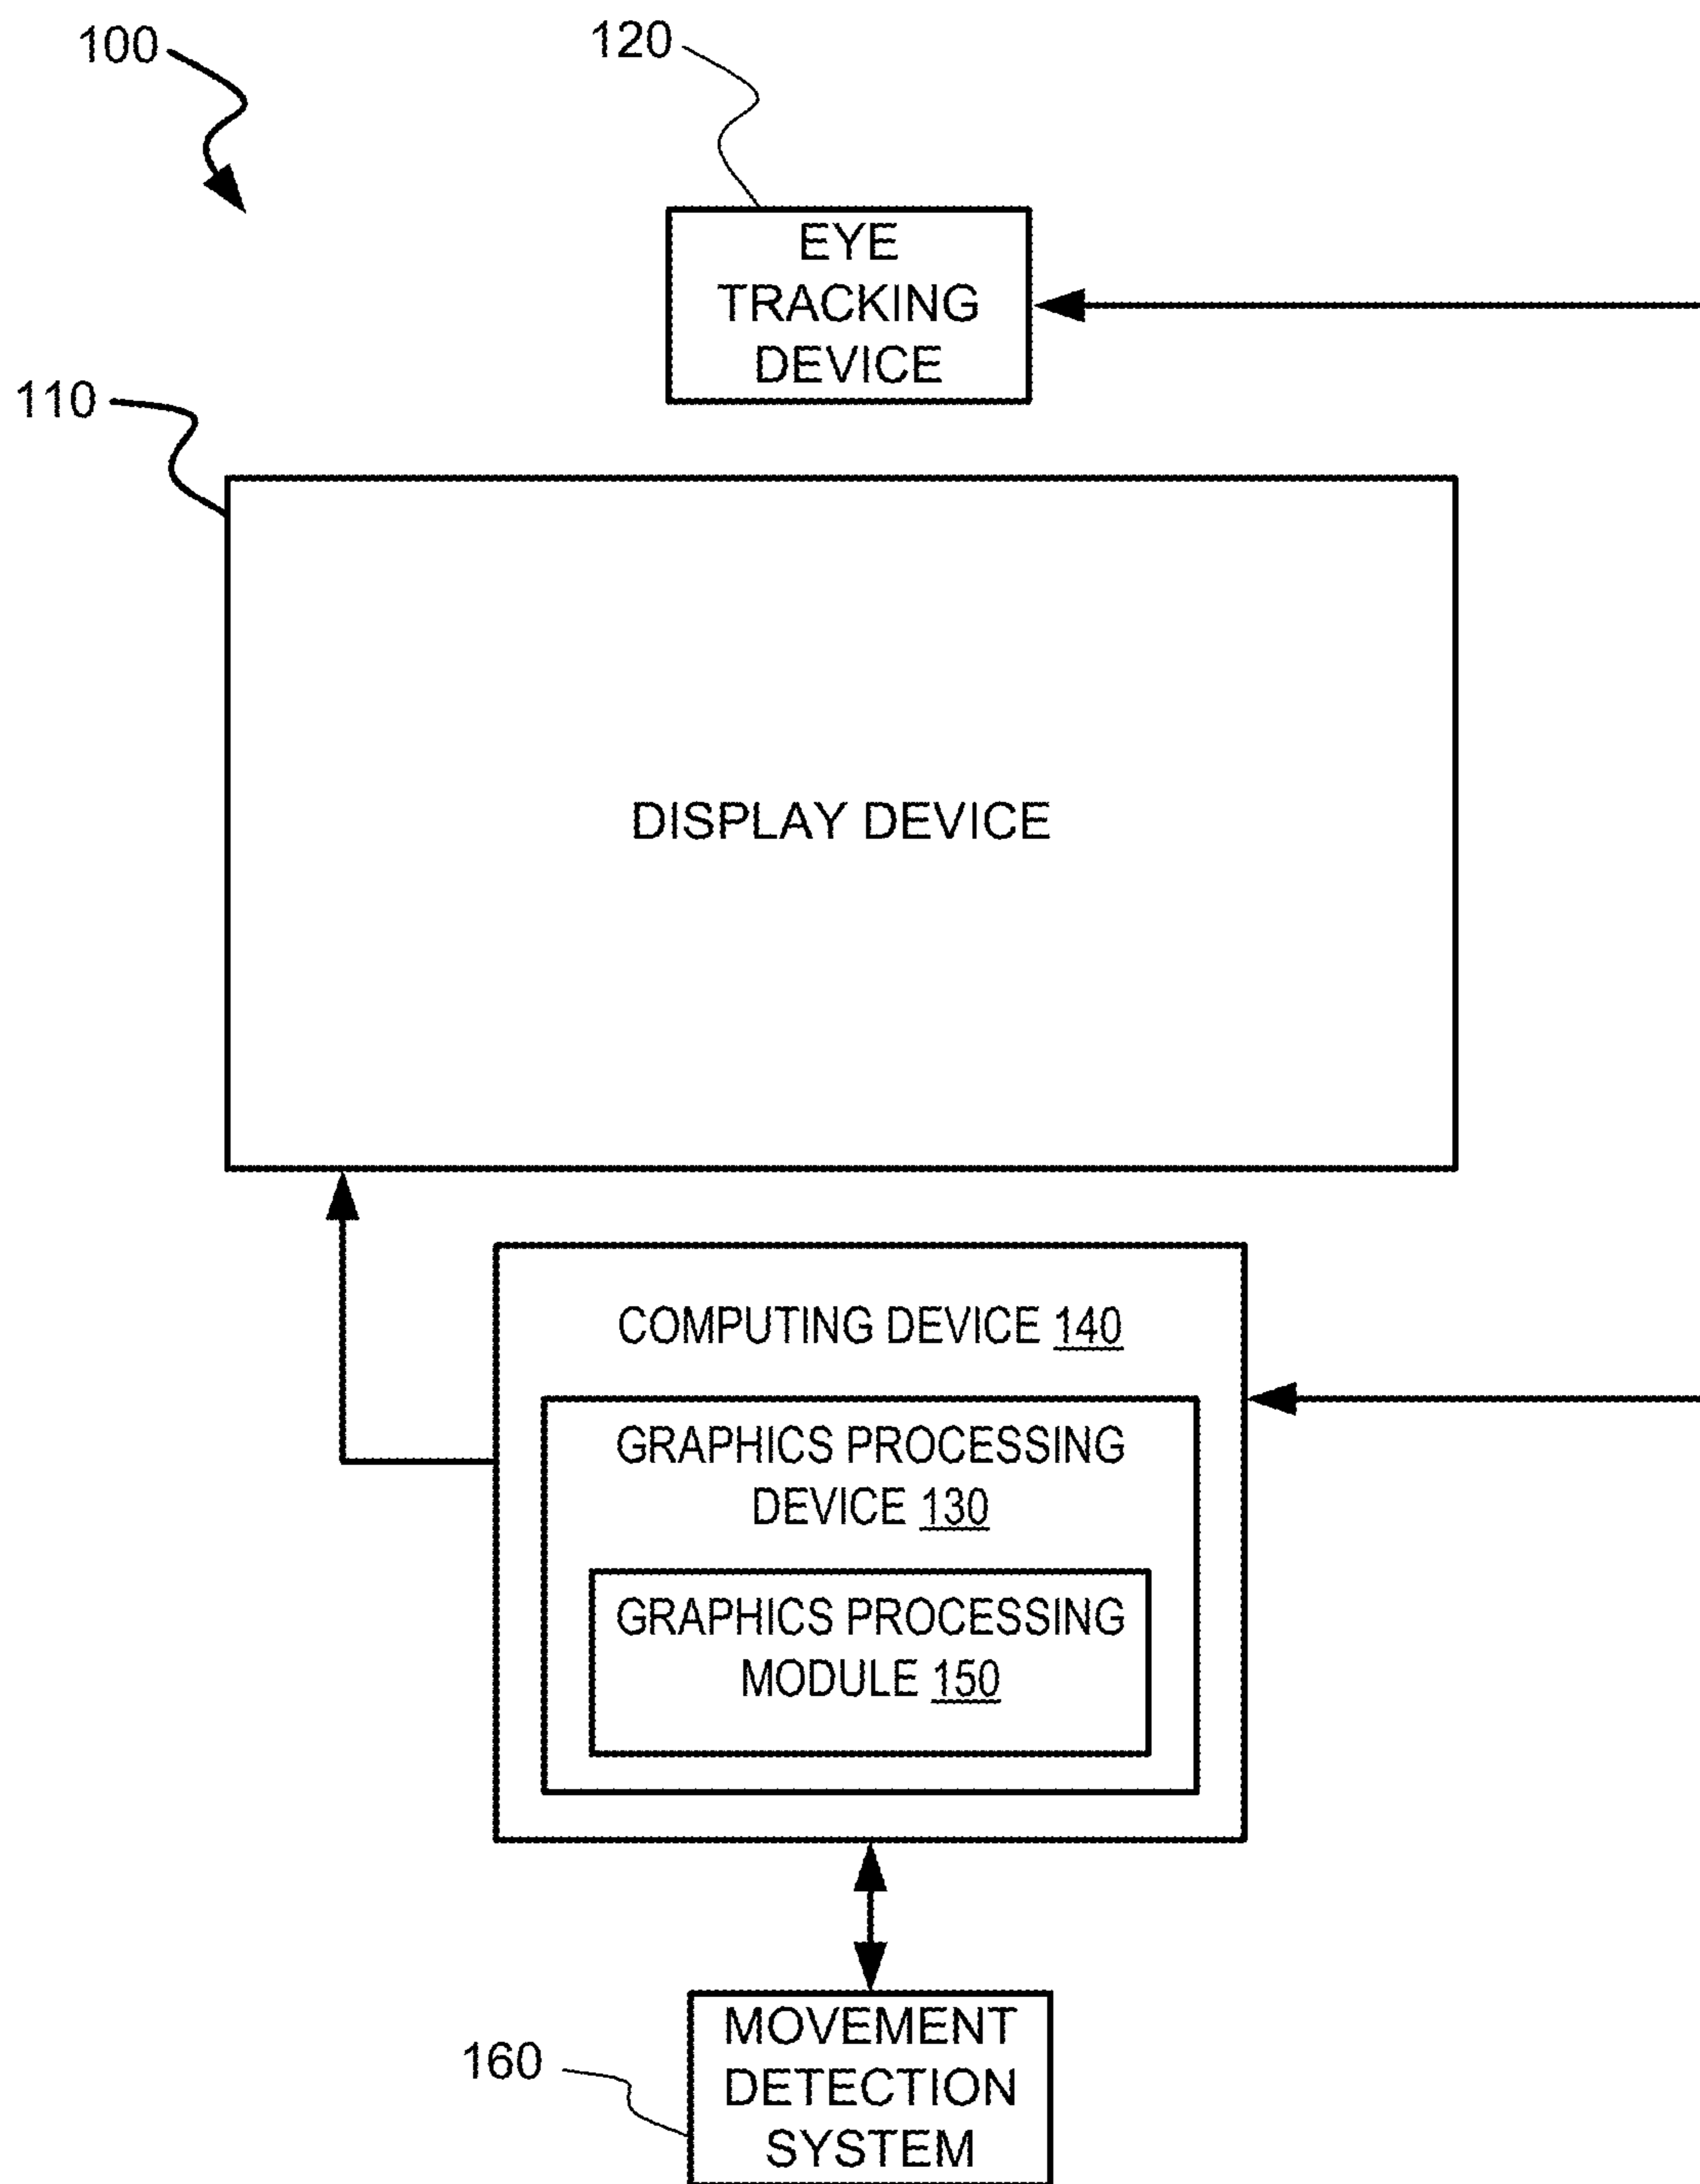 100
120
EYE
TRACKING
DEVICE
110
DISPLAY DEVICE
COMPUTING DEVICE 140
GRAPHICS PROCESSING
DEVICE 130
GRAPHICS PROCESSING
MODULE 150
160
MOVEMENT
DETECTION
SYSTEM